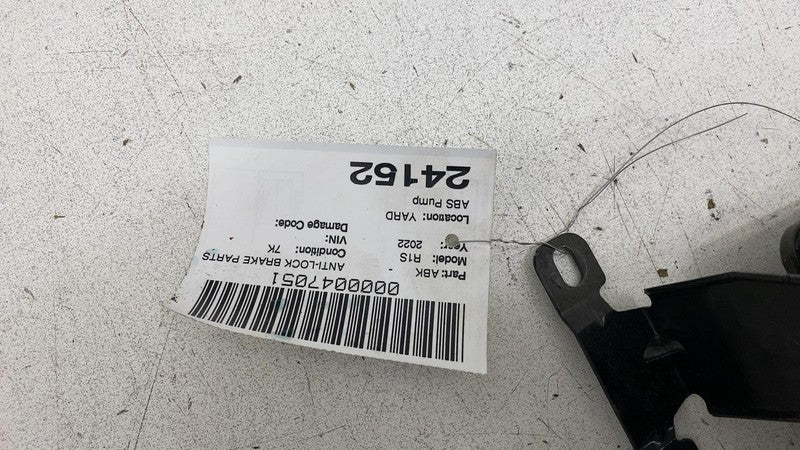 0000047051
Part: ABK - ANTI-LOCK BRAKE PARTS
Model: R1S Condition: 7K
Year: 2022 VIN:
Location: YARD Damage Code:
ABS Pump
24152